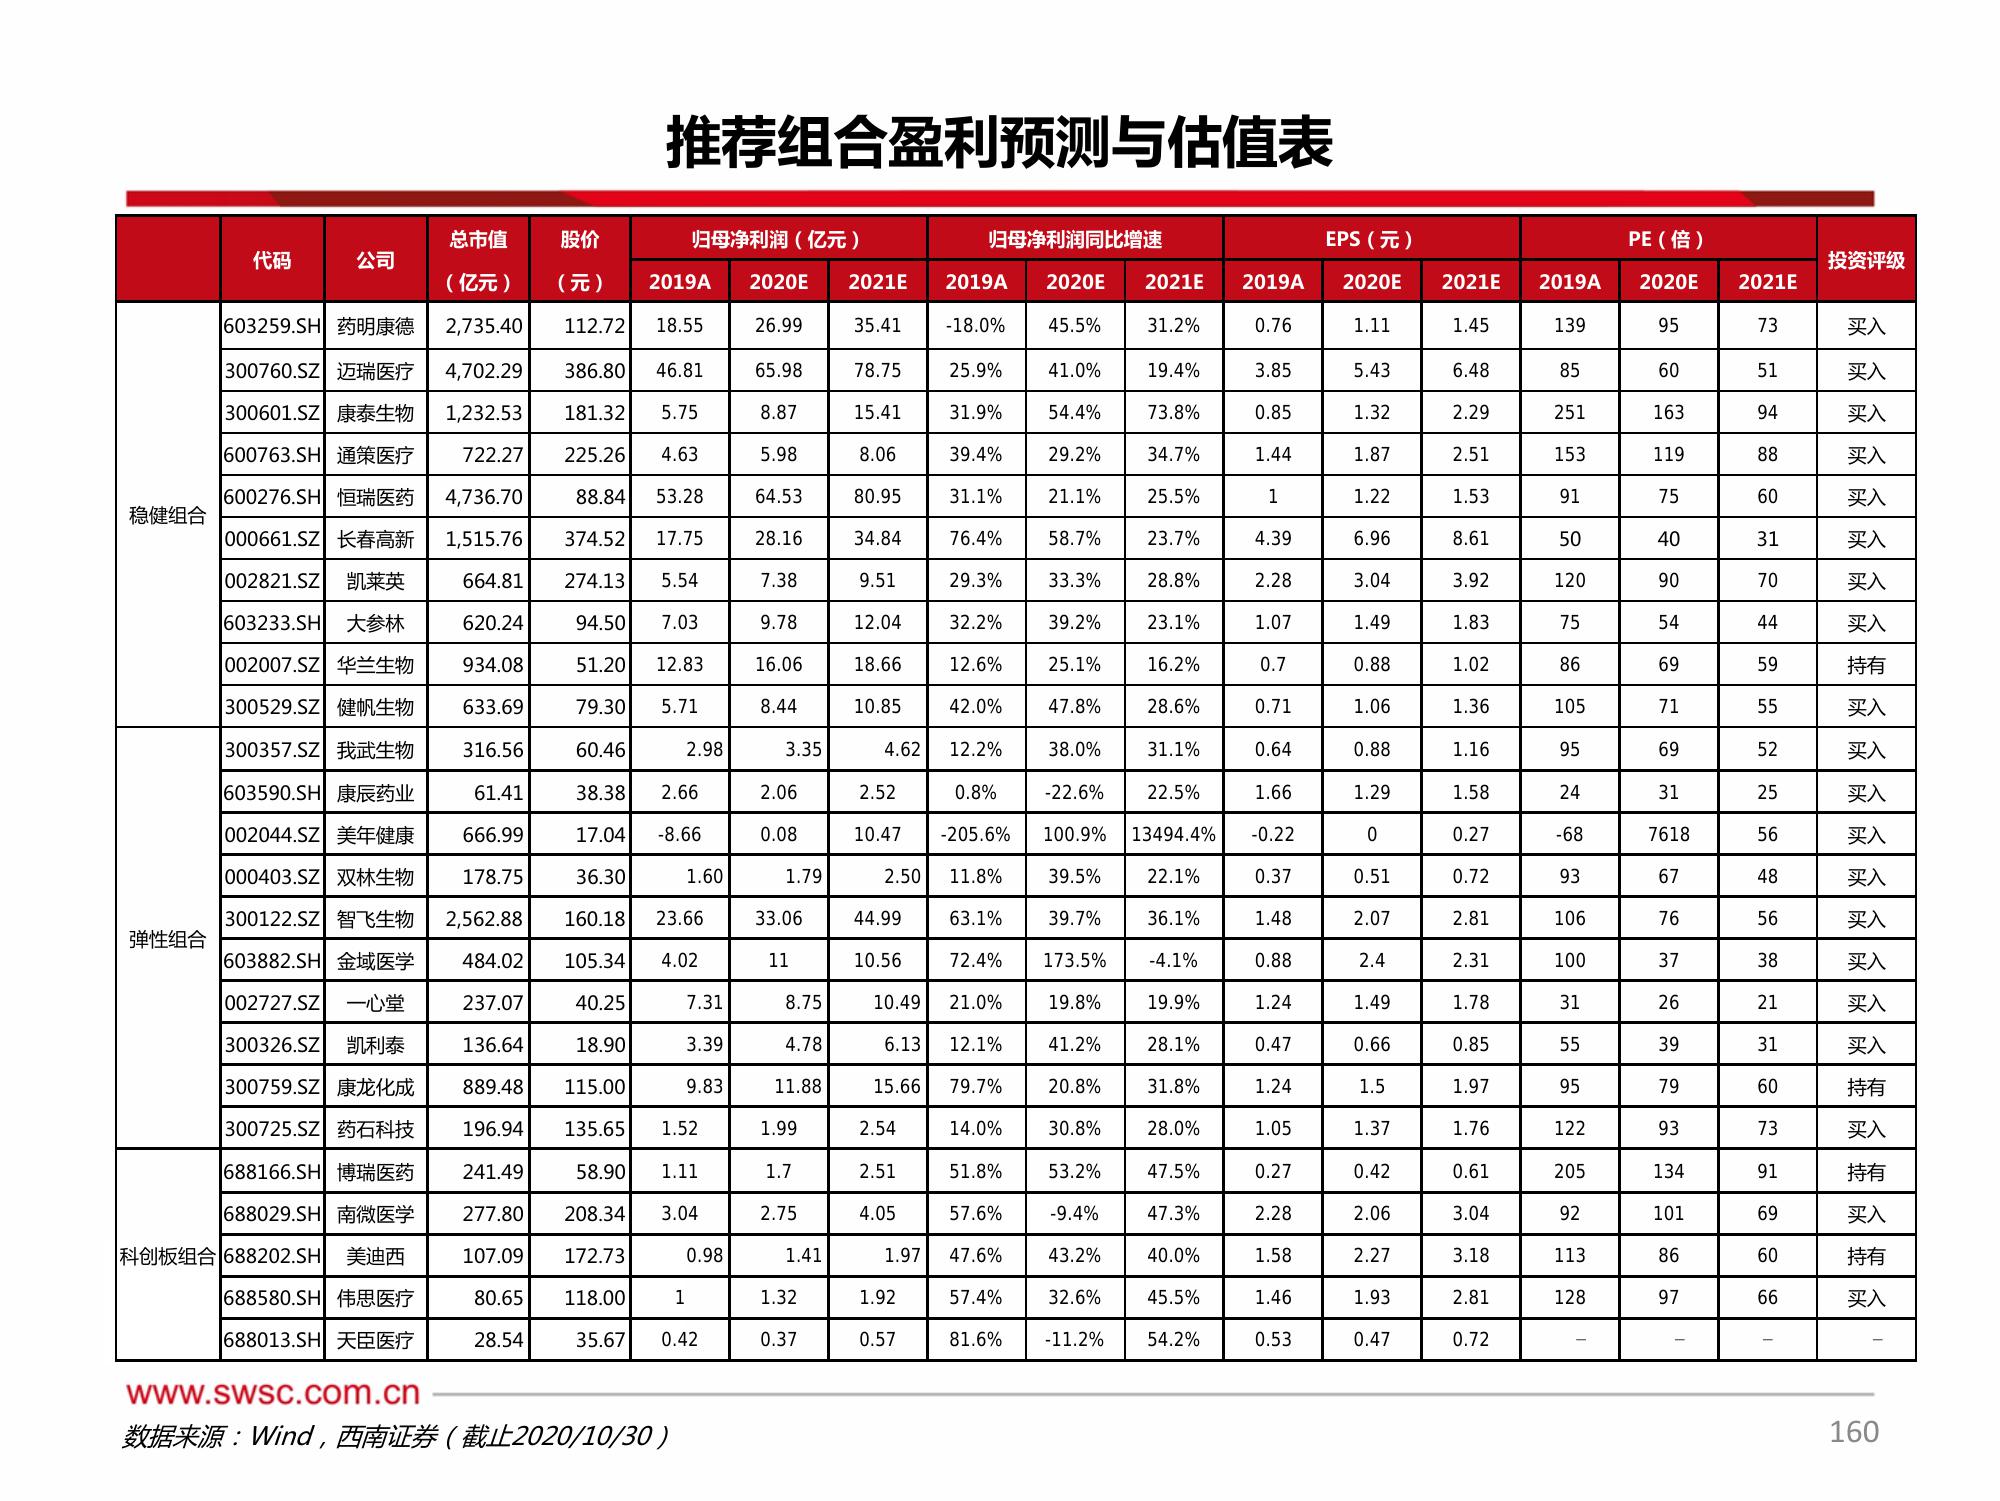 推荐组合盈利预测与估值表
代码 公司 总市值（亿元） 股价（元） 归母净利润（亿元） 归母净利润同比增速 EPS（元） PE（倍） 投资评级
2019A 2020E 2021E 2019A 2020E 2021E 2019A 2020E 2021E 2019A 2020E 2021E
稳健组合
603259.SH 药明康德 2,735.40 112.72 18.55 26.99 35.41 -18.0% 45.5% 31.2% 0.76 1.11 1.45 139 95 73 买入
300760.SZ 迈瑞医疗 4,702.29 386.80 46.81 65.98 78.75 25.9% 41.0% 19.4% 3.85 5.43 6.48 85 60 51 买入
300601.SZ 康泰生物 1,232.53 181.32 5.75 8.87 15.41 31.9% 54.4% 73.8% 0.85 1.32 2.29 251 163 94 买入
600763.SH 通策医疗 722.27 225.26 4.63 5.98 8.06 39.4% 29.2% 34.7% 1.44 1.87 2.51 153 119 88 买入
600276.SH 恒瑞医药 4,736.70 88.84 53.28 64.53 80.95 31.1% 21.1% 25.5% 1 1.22 1.53 91 75 60 买入
000661.SZ 长春高新 1,515.76 374.52 17.75 28.16 34.84 76.4% 58.7% 23.7% 4.39 6.96 8.61 50 40 31 买入
002821.SZ 凯莱英 664.81 274.13 5.54 7.38 9.51 29.3% 33.3% 28.8% 2.28 3.04 3.92 120 90 70 买入
603233.SH 大参林 620.24 94.50 7.03 9.78 12.04 32.2% 39.2% 23.1% 1.07 1.49 1.83 75 54 44 买入
002007.SZ 华兰生物 934.08 51.20 12.83 16.06 18.66 12.6% 25.1% 16.2% 0.7 0.88 1.02 86 69 59 持有
300529.SZ 健帆生物 633.69 79.30 5.71 8.44 10.85 42.0% 47.8% 28.6% 0.71 1.06 1.36 105 71 55 买入
弹性组合
300357.SZ 我武生物 316.56 60.46 2.98 3.35 4.62 12.2% 38.0% 31.1% 0.64 0.88 1.16 95 69 52 买入
603590.SH 康辰药业 61.41 38.38 2.66 2.06 2.52 0.8% -22.6% 22.5% 1.66 1.29 1.58 24 31 25 买入
002044.SZ 美年健康 666.99 17.04 -8.66 0.08 10.47 -205.6% 100.9% 13494.4% -0.22 0 0.27 -68 7618 56 买入
000403.SZ 双林生物 178.75 36.30 1.60 1.79 2.50 11.8% 39.5% 22.1% 0.37 0.51 0.72 93 67 48 买入
300122.SZ 智飞生物 2,562.88 160.18 23.66 33.06 44.99 63.1% 39.7% 36.1% 1.48 2.07 2.81 106 76 56 买入
603882.SH 金域医学 484.02 105.34 4.02 11 10.56 72.4% 173.5% -4.1% 0.88 2.4 2.31 100 37 38 买入
002727.SZ 一心堂 237.07 40.25 7.31 8.75 10.49 21.0% 19.8% 19.9% 1.24 1.49 1.78 31 26 21 买入
300326.SZ 凯利泰 136.64 18.90 3.39 4.78 6.13 12.1% 41.2% 28.1% 0.47 0.66 0.85 55 39 31 买入
300759.SZ 康龙化成 889.48 115.00 9.83 11.88 15.66 79.7% 20.8% 31.8% 1.24 1.5 1.97 95 79 60 持有
300725.SZ 药石科技 196.94 135.65 1.52 1.99 2.54 14.0% 30.8% 28.0% 1.05 1.37 1.76 122 93 73 买入
科创板组合
688166.SH 博瑞医药 241.49 58.90 1.11 1.7 2.51 51.8% 53.2% 47.5% 0.27 0.42 0.61 205 134 91 持有
688029.SH 南微医学 277.80 208.34 3.04 2.75 4.05 57.6% -9.4% 47.3% 2.28 2.06 3.04 92 101 69 买入
688202.SH 美迪西 107.09 172.73 0.98 1.41 1.97 47.6% 43.2% 40.0% 1.58 2.27 3.18 113 86 60 持有
688580.SH 伟思医疗 80.65 118.00 1 1.32 1.92 57.4% 32.6% 45.5% 1.46 1.93 2.81 128 97 66 买入
688013.SH 天臣医疗 28.54 35.67 0.42 0.37 0.57 81.6% -11.2% 54.2% 0.53 0.47 0.72 – – – –
www.swsc.com.cn
数据来源：Wind，西南证券（截止2020/10/30）
160